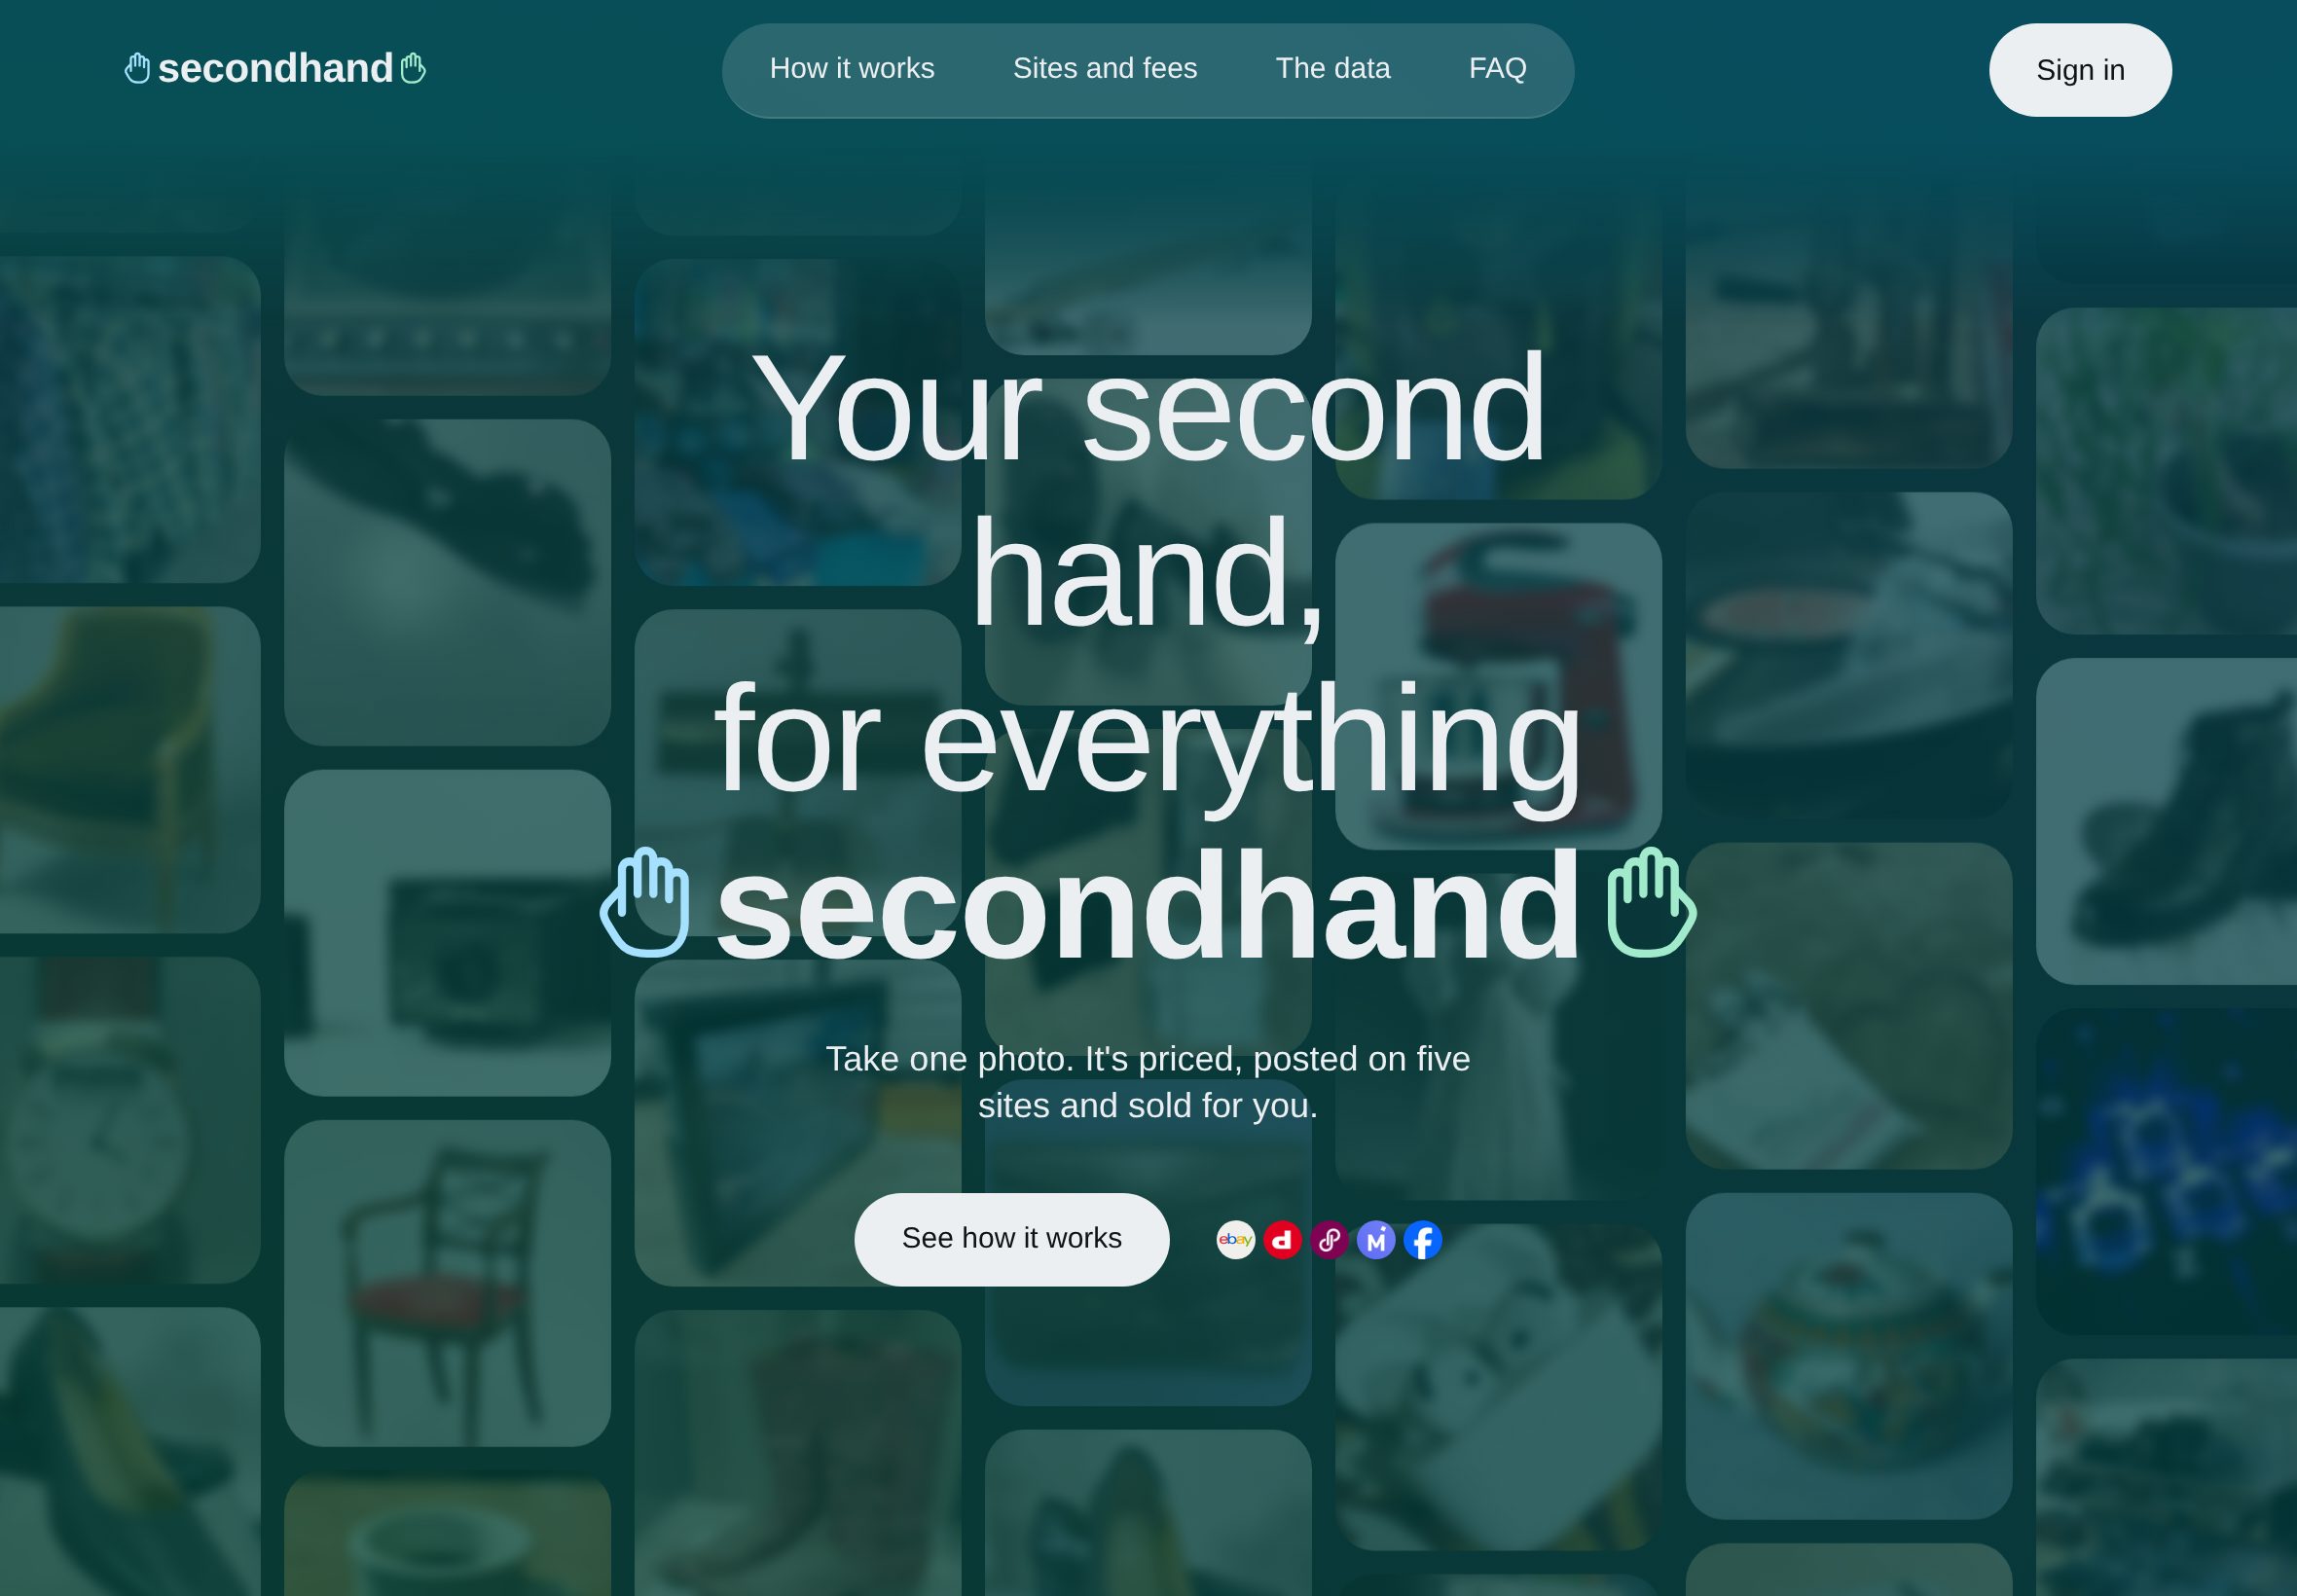 secondhand
How it works
Sites and fees
The data
FAQ
Sign in
Your second
hand,
for everything
secondhand
Take one photo. It's priced, posted on five
sites and sold for you.
See how it works
ebay